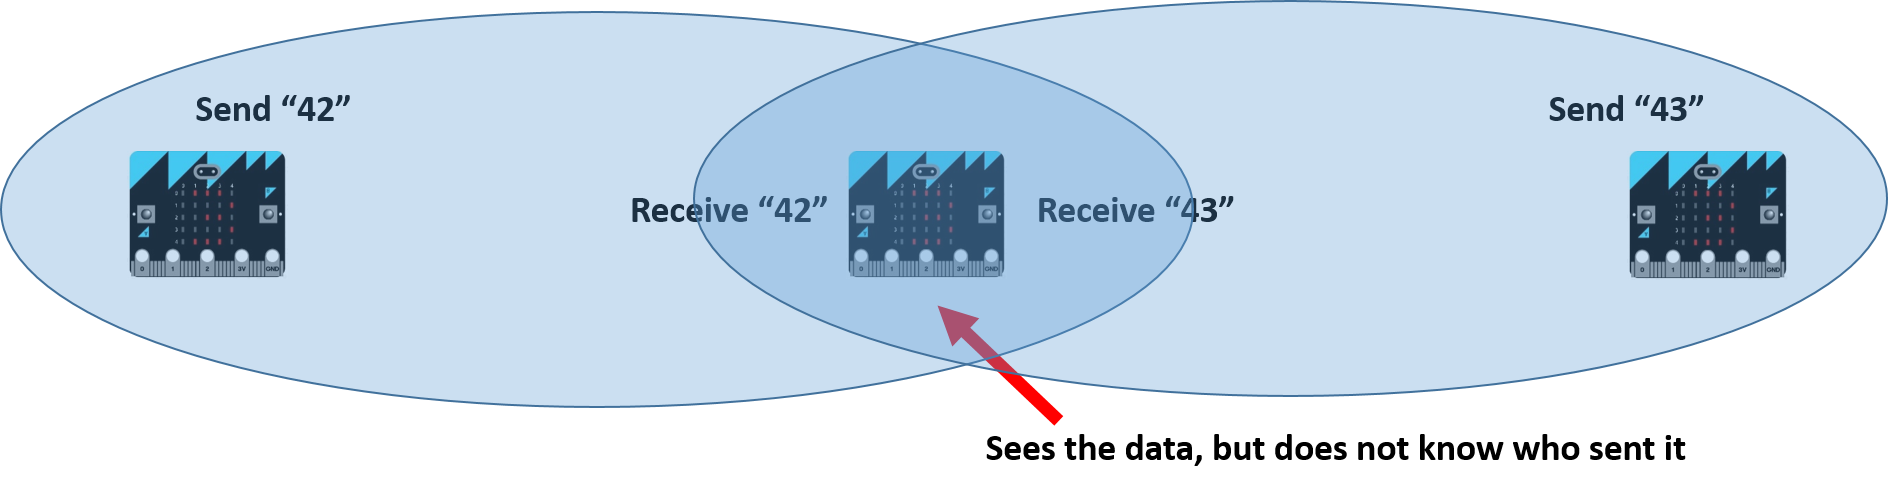 Send “42”
Send “43”
Receive “42”
Receive “43”
0 1 2 3V GND
0 1 2 3V GND
0 1 2 3V GND
Sees the data, but does not know who sent it